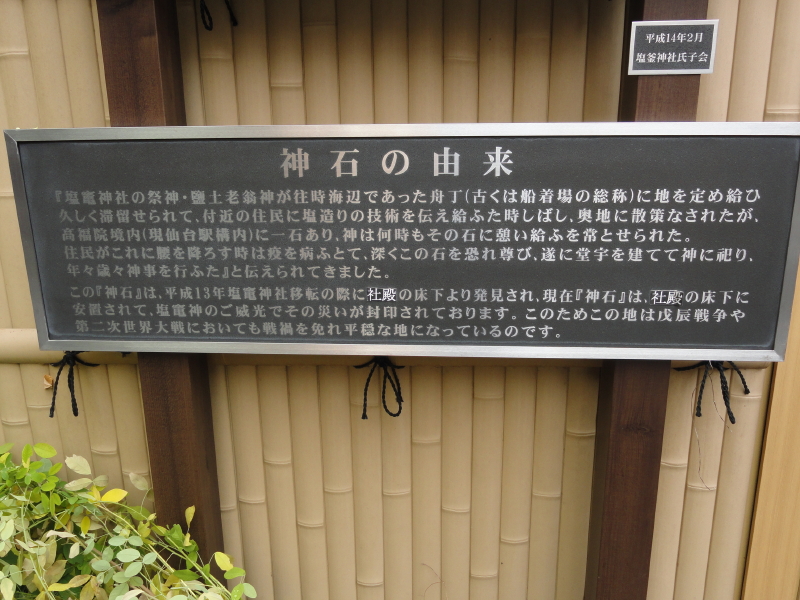 平成14年2月
塩釜神社氏子会
神石の由来
『塩竈神社の祭神・鹽土老翁神が往時海辺であった舟丁(古くは船着場の総称)に地を定め給ひ
久しく滞留せられて、付近の住民に塩造りの技術を伝え給ふた時しばし、奥地に散策なされたが、
高福院境内(現仙台駅構内)に一石あり、神は何時もその石に憩い給ふを常とせられた。
住民がこれに腰を降ろす時は疫を病ふとて、深くこの石を恐れ尊び、遂に堂宇を建てて神に祀り、
年々歳々神事を行ふた』と伝えられてきました。
この『神石』は、平成13年塩竈神社移転の際に社殿の床下より発見され、現在『神石』は、社殿の床下に
安置されて、塩竈神のご威光でその災いが封印されております。このためこの地は戊辰戦争や
第二次世界大戦においても戦禍を免れ平穏な地になっているのです。